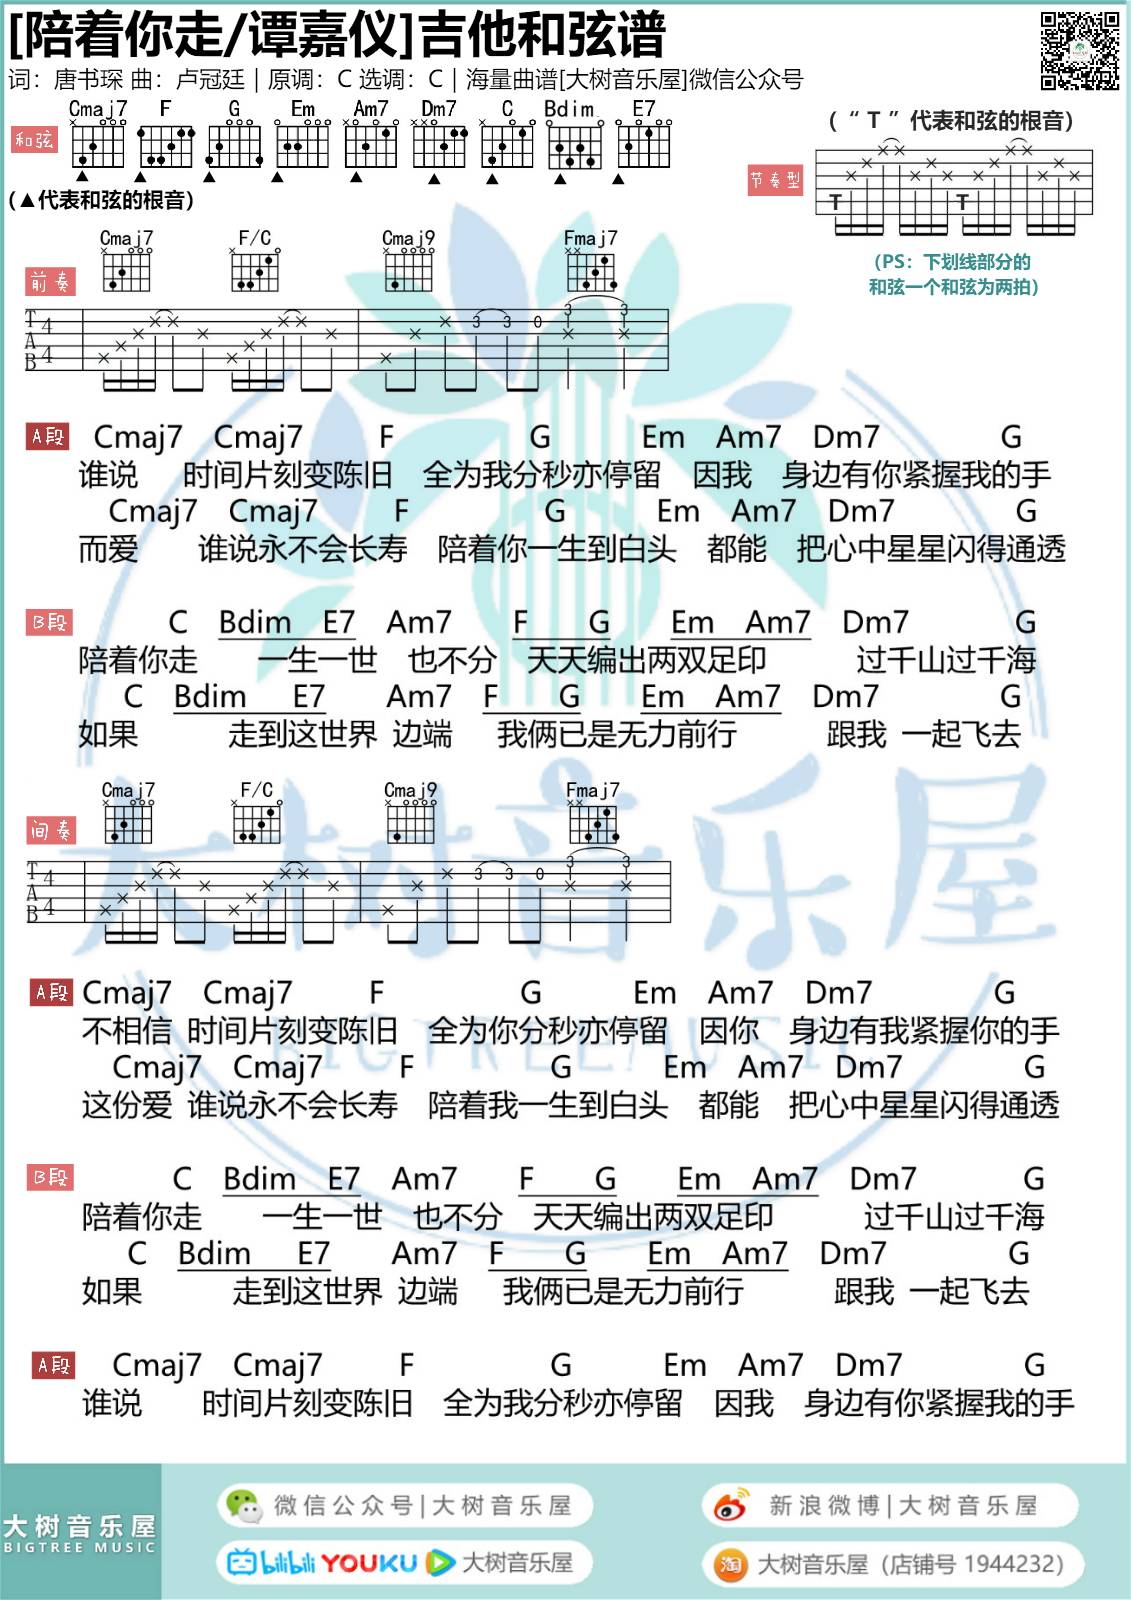 [陪着你走/谭嘉仪]吉他和弦谱
词：唐书琛 曲：卢冠廷 | 原调：C 选调：C | 海量曲谱[大树音乐屋]微信公众号
和弦 Cmaj7 F G Em Am7 Dm7 C Bdim E7
(▲代表和弦的根音)
(“ T ” 代表和弦的根音)
节奏型
T T
(PS：下划线部分的
和弦一个和弦为两拍)
Cmaj7 F/C Cmaj9 Fmaj7
前奏
TAB 4 4 3 3 0 3 3
A段 Cmaj7 Cmaj7 F G Em Am7 Dm7 G
谁说 时间片刻变陈旧 全为我分秒亦停留 因我 身边有你紧握我的手
Cmaj7 Cmaj7 F G Em Am7 Dm7 G
而爱 谁说永不会长寿 陪着你一生到白头 都能 把心中星星闪得通透
B段 C Bdim E7 Am7 F G Em Am7 Dm7 G
陪着你走 一生一世 也不分 天天编出两双足印 过千山过千海
C Bdim E7 Am7 F G Em Am7 Dm7 G
如果 走到这世界 边端 我俩已是无力前行 跟我 一起飞去
Cmaj7 F/C Cmaj9 Fmaj7
间奏
TAB 4 4 3 3 0 3 3
大树音乐屋
BIGTREEMUSIC
A段 Cmaj7 Cmaj7 F G Em Am7 Dm7 G
不相信 时间片刻变陈旧 全为你分秒亦停留 因你 身边有我紧握你的手
Cmaj7 Cmaj7 F G Em Am7 Dm7 G
这份爱 谁说永不会长寿 陪着我一生到白头 都能 把心中星星闪得通透
B段 C Bdim E7 Am7 F G Em Am7 Dm7 G
陪着你走 一生一世 也不分 天天编出两双足印 过千山过千海
C Bdim E7 Am7 F G Em Am7 Dm7 G
如果 走到这世界 边端 我俩已是无力前行 跟我 一起飞去
A段 Cmaj7 Cmaj7 F G Em Am7 Dm7 G
谁说 时间片刻变陈旧 全为我分秒亦停留 因我 身边有你紧握我的手
大树音乐屋
BIGTREE MUSIC
微信公众号|大树音乐屋
新浪微博|大树音乐屋
bilibili YOUKU 大树音乐屋
淘 大树音乐屋（店铺号 1944232）